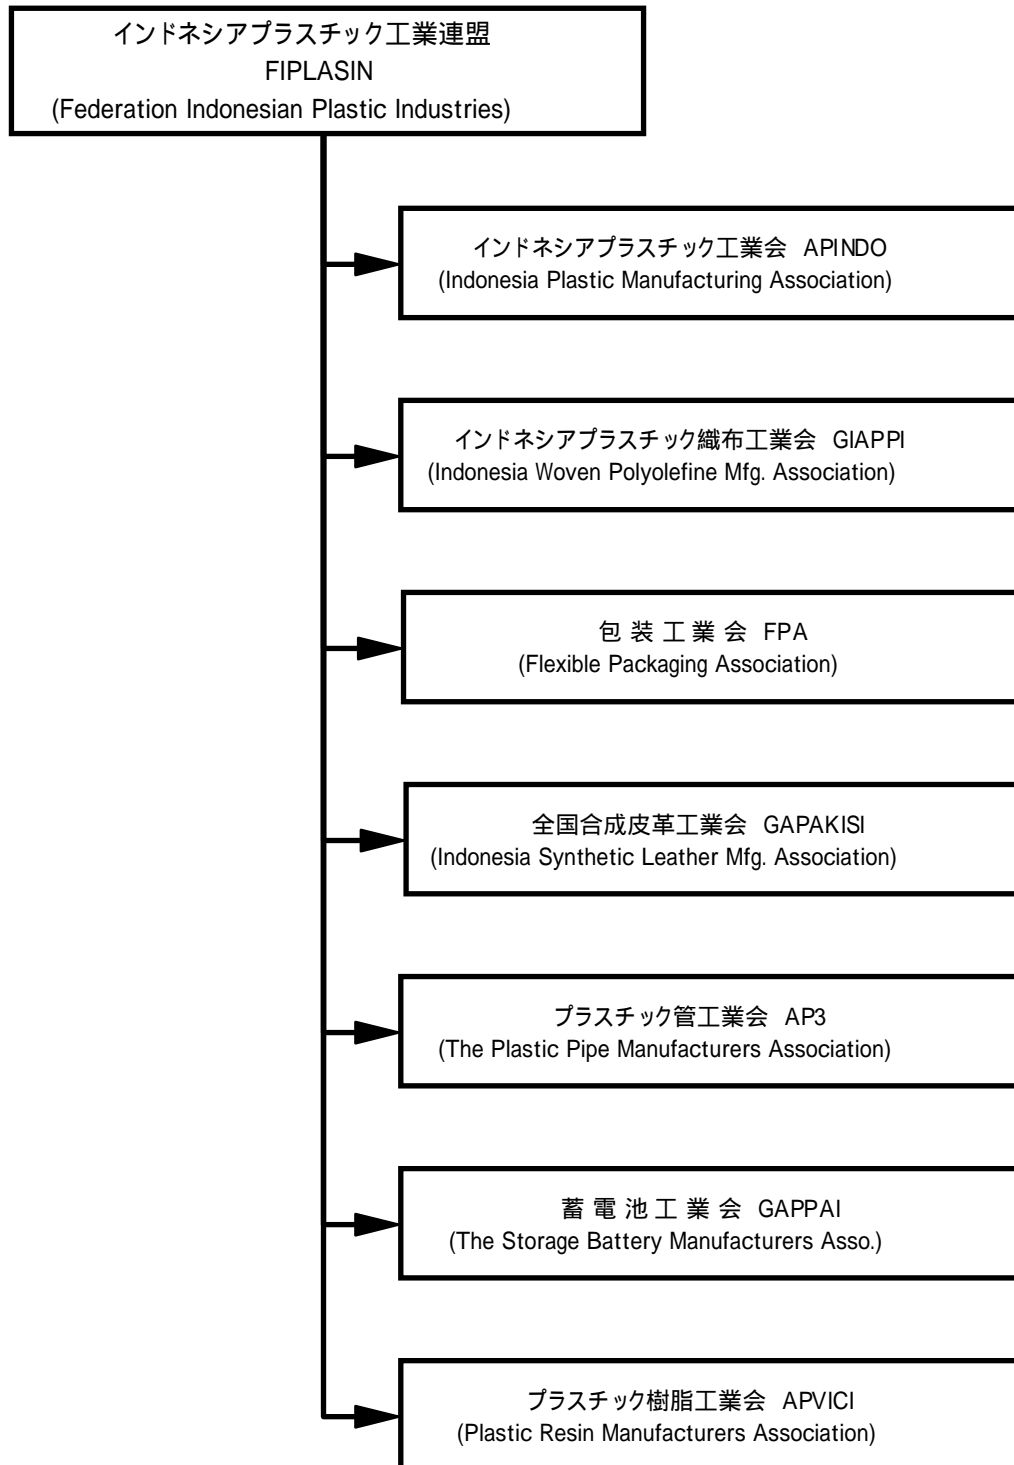 インドネシアプラスチック工業連盟
FIPLASIN
(Federation Indonesian Plastic Industries)
インドネシアプラスチック工業会 APINDO
(Indonesia Plastic Manufacturing Association)
インドネシアプラスチック織布工業会 GIAPPI
(Indonesia Woven Polyolefine Mfg. Association)
包 装 工 業 会 FPA
(Flexible Packaging Association)
全国合成皮革工業会 GAPAKISI
(Indonesia Synthetic Leather Mfg. Association)
プラスチック管工業会 AP3
(The Plastic Pipe Manufacturers Association)
蓄 電 池 工 業 会 GAPPAI
(The Storage Battery Manufacturers Asso.)
プラスチック樹脂工業会 APVICI
(Plastic Resin Manufacturers Association)